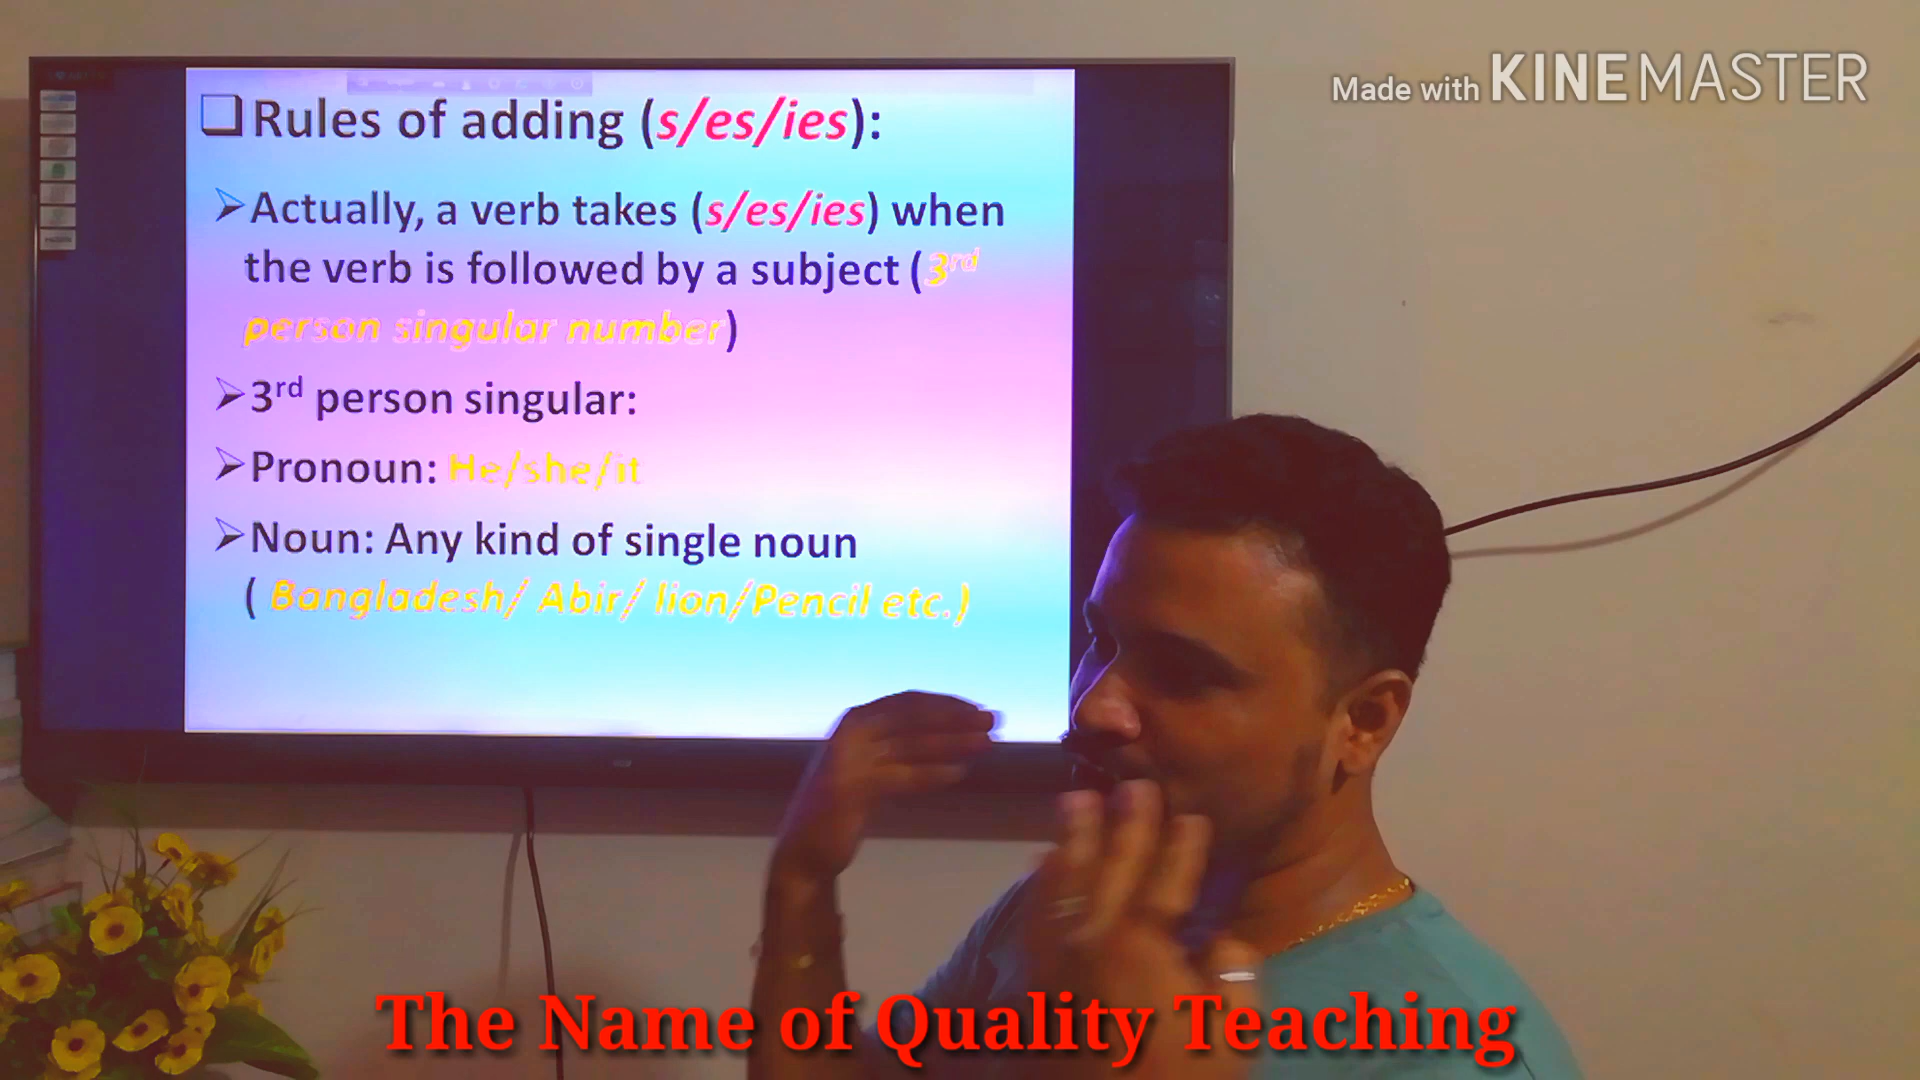 Made with KINEMASTER
Rules of adding (s/es/ies):
Actually, a verb takes (s/es/ies) when
the verb is followed by a subject (3rd
person singular number)
3rd person singular:
Pronoun: He/she/it
Noun: Any kind of single noun
( Bangladesh/ Abir/ lion/Pencil etc.)
The Name of Quality Teaching